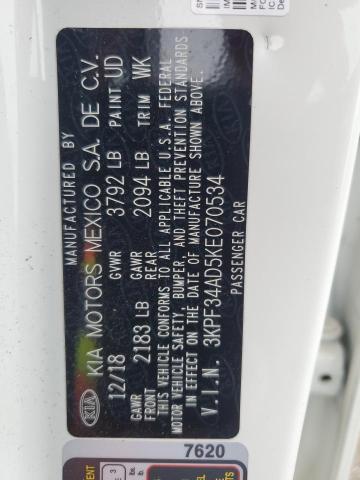 MANUFACTURED BY
KIA KIA MOTORS MEXICO S.A. DE C.V.
12/18 GVWR 3792 LB PAINT UD
GAWR FRONT 2183 LB GAWR REAR 2094 LB TRIM WK
THIS VEHICLE CONFORMS TO ALL APPLICABLE U.S.A. FEDERAL
MOTOR VEHICLE SAFETY, BUMPER, AND THEFT PREVENTION STANDARDS
IN EFFECT ON THE DATE OF MANUFACTURE SHOWN ABOVE.
V.I.N. 3KPF34AD5KE070534
PASSENGER CAR
7620